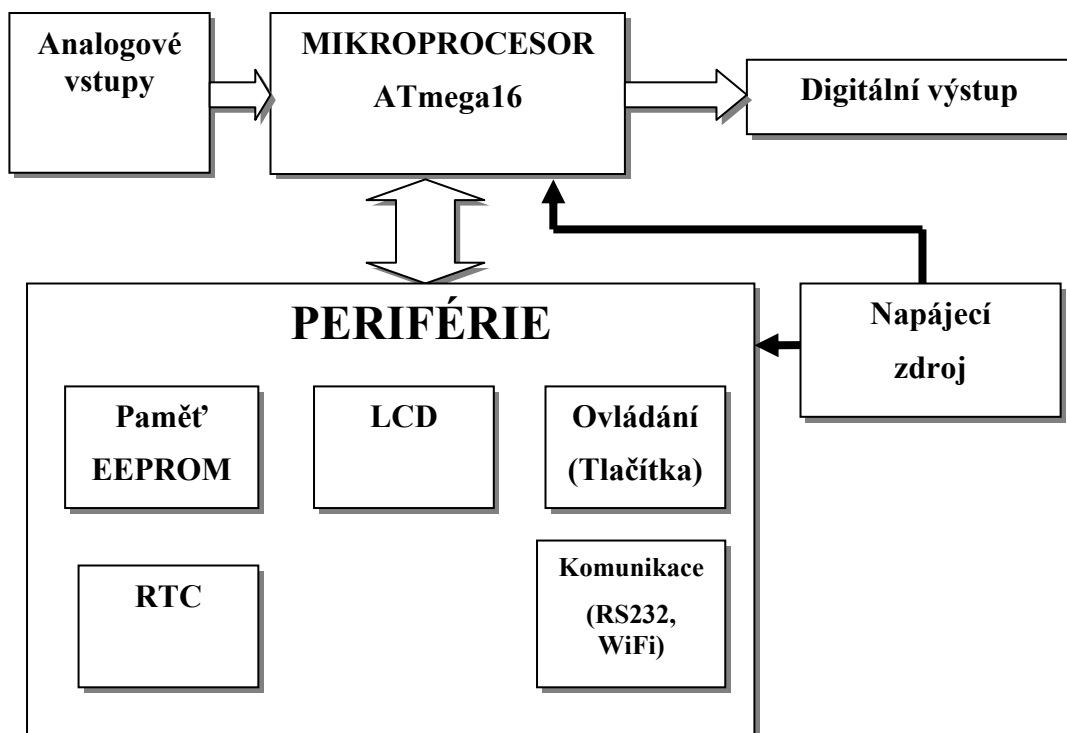 Analogové
vstupy
MIKROPROCESOR
ATmega16
Digitální výstup
PERIFÉRIE
Napájecí
zdroj
Paměť
EEPROM
LCD
Ovládání
(Tlačítka)
RTC
Komunikace
(RS232,
WiFi)